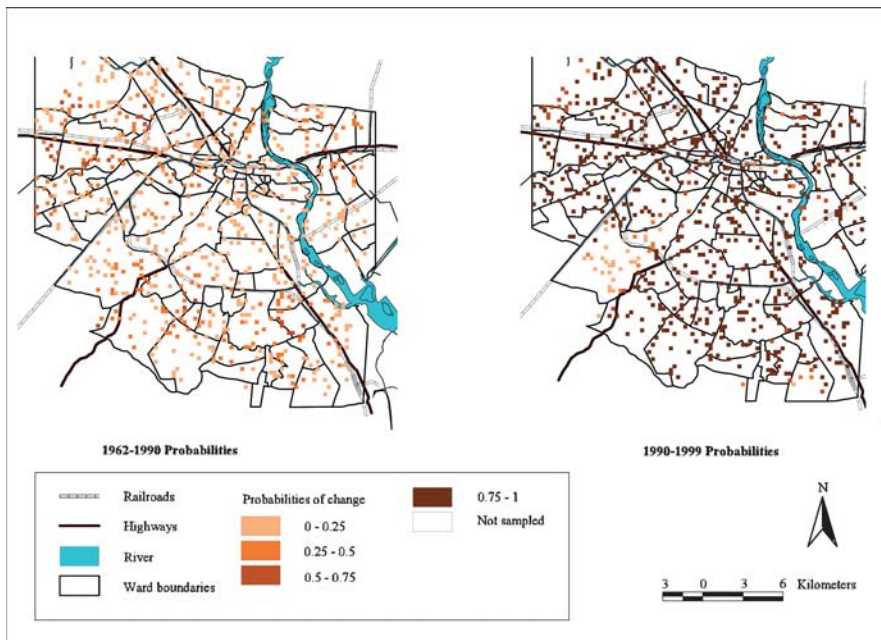 1962-1990 Probabilities
1990-1999 Probabilities
Railroads
Highways
River
Ward boundaries
Probabilities of change
0 - 0.25
0.25 - 0.5
0.5 - 0.75
0.75 - 1
Not sampled
N
3 0 3 6 Kilometers